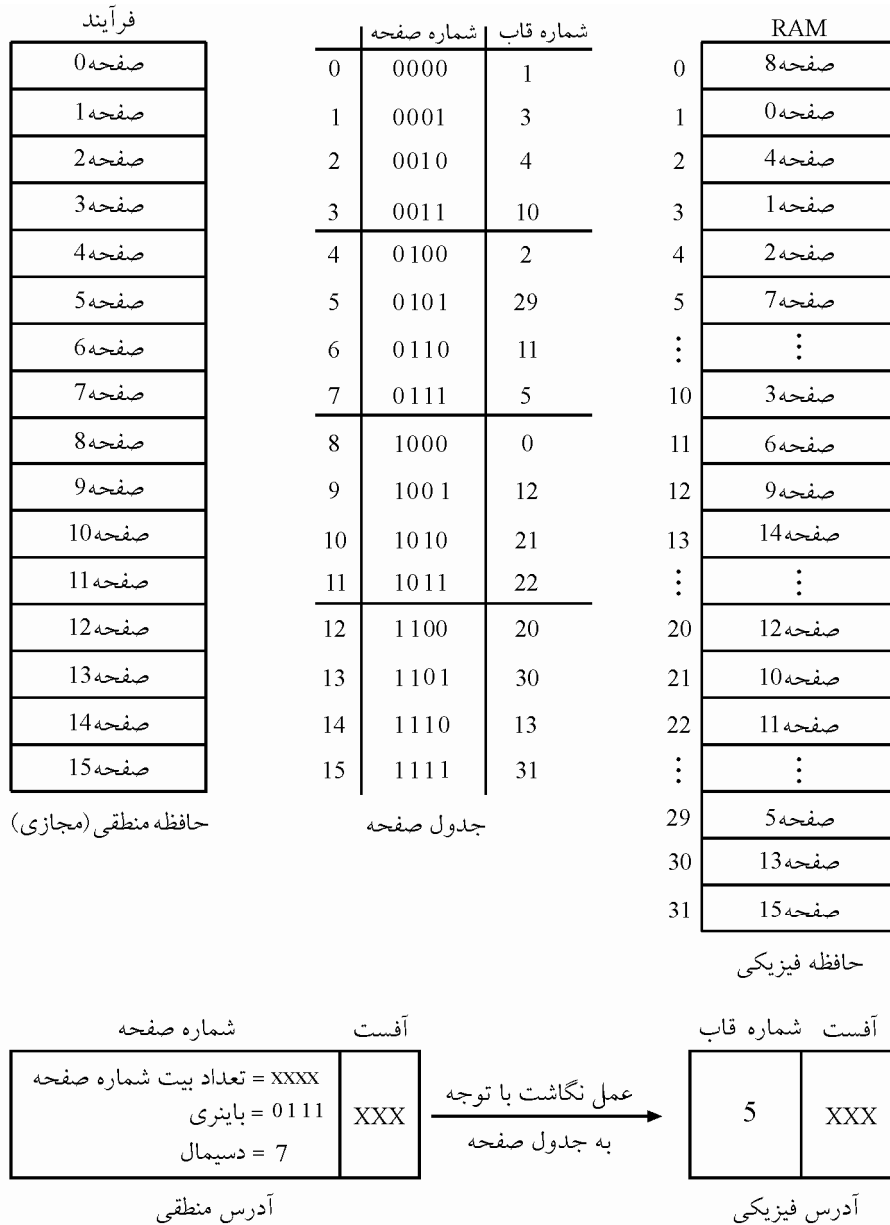 فرآیند
صفحه0
صفحه1
صفحه2
صفحه3
صفحه4
صفحه5
صفحه6
صفحه7
صفحه8
صفحه9
صفحه10
صفحه11
صفحه12
صفحه13
صفحه14
صفحه15
حافظه منطقی (مجازی)
شماره صفحه شماره قاب
0 0000 1
1 0001 3
2 0010 4
3 0011 10
4 0100 2
5 0101 29
6 0110 11
7 0111 5
8 1000 0
9 1001 12
10 1010 21
11 1011 22
12 1100 20
13 1101 30
14 1110 13
15 1111 31
جدول صفحه
RAM
0 صفحه8
1 صفحه0
2 صفحه4
3 صفحه1
4 صفحه2
5 صفحه7
⋮ ⋮
10 صفحه3
11 صفحه6
12 صفحه9
13 صفحه14
⋮ ⋮
20 صفحه12
21 صفحه10
22 صفحه11
⋮ ⋮
29 صفحه5
30 صفحه13
31 صفحه15
حافظه فیزیکی
شماره صفحه آفست
xxxx = تعداد بیت شماره صفحه
0111 = باینری
7 = دسیمال
XXX
آدرس منطقی
عمل نگاشت با توجه
به جدول صفحه
شماره قاب آفست
5 XXX
آدرس فیزیکی